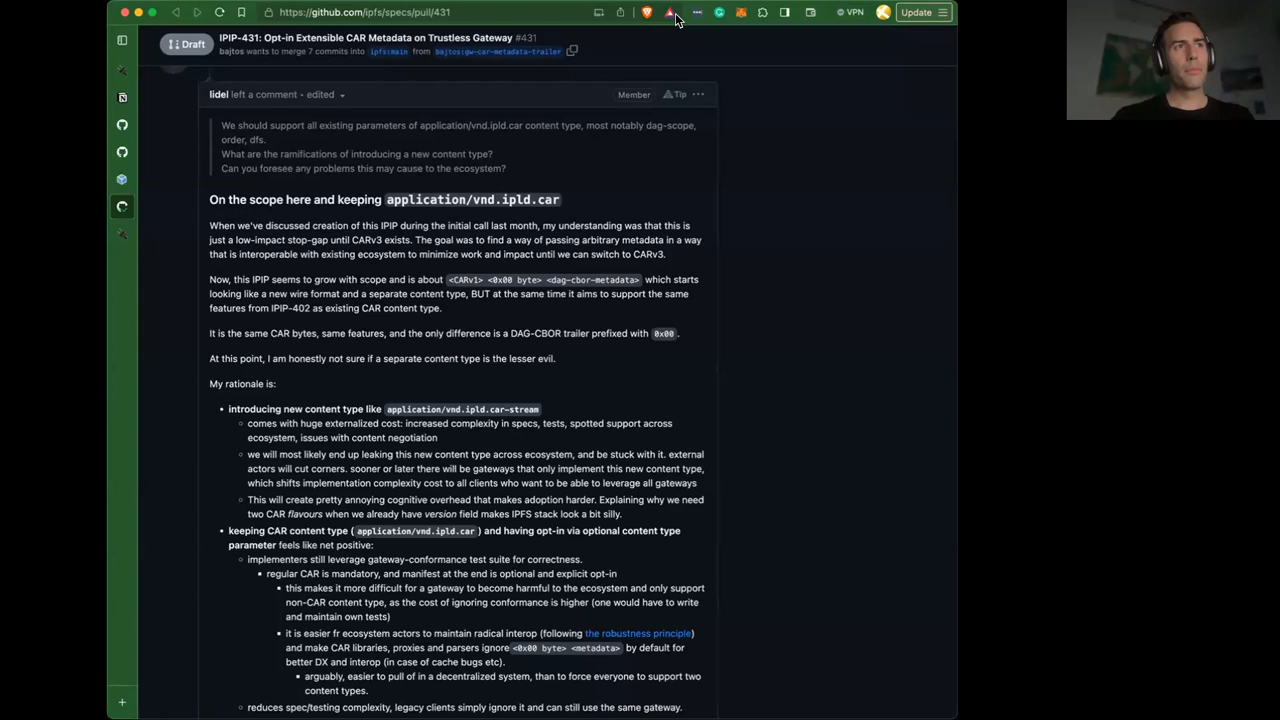 https://github.com/ipfs/specs/pull/431
VPN
Update
Draft
IPIP-431: Opt-in Extensible CAR Metadata on Trustless Gateway #431
bajtos wants to merge 7 commits into ipfs:main from bajtos:gw-car-metadata-trailer
lidel left a comment • edited
Member
Tip
We should support all existing parameters of application/vnd.ipld.car content type, most notably dag-scope,
order, dfs.
What are the ramifications of introducing a new content type?
Can you foresee any problems this may cause to the ecosystem?
On the scope here and keeping application/vnd.ipld.car
When we've discussed creation of this IPIP during the initial call last month, my understanding was that this is
just a low-impact stop-gap until CARv3 exists. The goal was to find a way of passing arbitrary metadata in a way
that is interoperable with existing ecosystem to minimize work and impact until we can switch to CARv3.
Now, this IPIP seems to grow with scope and is about <CARv1> <0x00 byte> <dag-cbor-metadata> which starts
looking like a new wire format and a separate content type, BUT at the same time it aims to support the same
features from IPIP-402 as existing CAR content type.
It is the same CAR bytes, same features, and the only difference is a DAG-CBOR trailer prefixed with 0x00.
At this point, I am honestly not sure if a separate content type is the lesser evil.
My rationale is:
• introducing new content type like application/vnd.ipld.car-stream
comes with huge externalized cost: increased complexity in specs, tests, spotted support across
ecosystem, issues with content negotiation
we will most likely end up leaking this new content type across ecosystem, and be stuck with it. external
actors will cut corners. sooner or later there will be gateways that only implement this new content type,
which shifts implementation complexity cost to all clients who want to be able to leverage all gateways
This will create pretty annoying cognitive overhead that makes adoption harder. Explaining why we need
two CAR flavours when we already have version field makes IPFS stack look a bit silly.
• keeping CAR content type (application/vnd.ipld.car) and having opt-in via optional content type
parameter feels like net positive:
implementers still leverage gateway-conformance test suite for correctness.
regular CAR is mandatory, and manifest at the end is optional and explicit opt-in
this makes it more difficult for a gateway to become harmful to the ecosystem and only support
non-CAR content type, as the cost of ignoring conformance is higher (one would have to write
and maintain own tests)
it is easier fr ecosystem actors to maintain radical interop (following the robustness principle)
and make CAR libraries, proxies and parsers ignore <0x00 byte> <metadata> by default for
better DX and interop (in case of cache bugs etc).
arguably, easier to pull of in a decentralized system, than to force everyone to support two
content types.
reduces spec/testing complexity, legacy clients simply ignore it and can still use the same gateway.